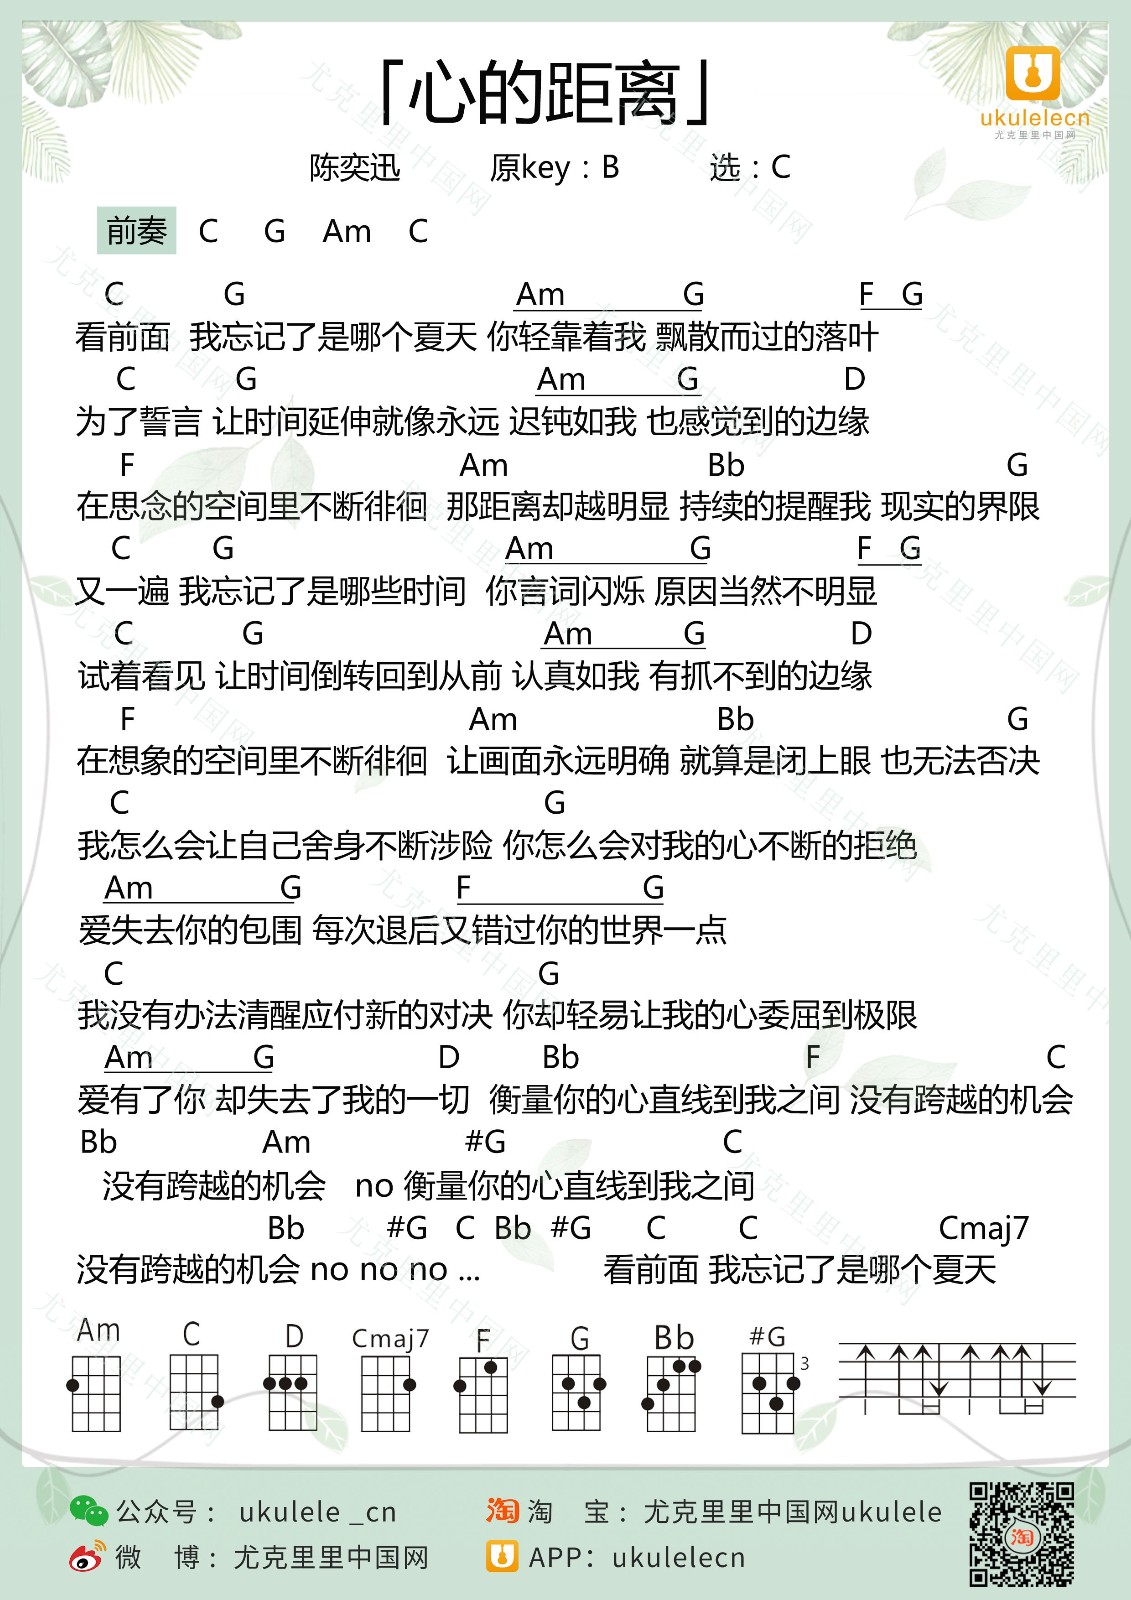 「心的距离」
ukulelecn
尤克里里中国网
陈奕迅 原key：B 选：C
前奏 C G Am C
C G Am G F G
看前面 我忘记了是哪个夏天 你轻靠着我 飘散而过的落叶
C G Am G D
为了誓言 让时间延伸就像永远 迟钝如我 也感觉到的边缘
F Am Bb G
在思念的空间里不断徘徊 那距离却越明显 持续的提醒我 现实的界限
C G Am G F G
又一遍 我忘记了是哪些时间 你言词闪烁 原因当然不明显
C G Am G D
试着看见 让时间倒转回到从前 认真如我 有抓不到的边缘
F Am Bb G
在想象的空间里不断徘徊 让画面永远明确 就算是闭上眼 也无法否决
C G
我怎么会让自己舍身不断涉险 你怎么会对我的心不断的拒绝
Am G F G
爱失去你的包围 每次退后又错过你的世界一点
C G
我没有办法清醒应付新的对决 你却轻易让我的心委屈到极限
Am G D Bb F C
爱有了你 却失去了我的一切 衡量你的心直线到我之间 没有跨越的机会
Bb Am #G C
没有跨越的机会 no 衡量你的心直线到我之间
Bb #G C Bb #G C C Cmaj7
没有跨越的机会 no no no ... 看前面 我忘记了是哪个夏天
Am C D Cmaj7 F G Bb #G
3
公众号： ukulele _cn
淘 淘 宝：尤克里里中国网ukulele
微 博：尤克里里中国网
APP：ukulelecn
淘